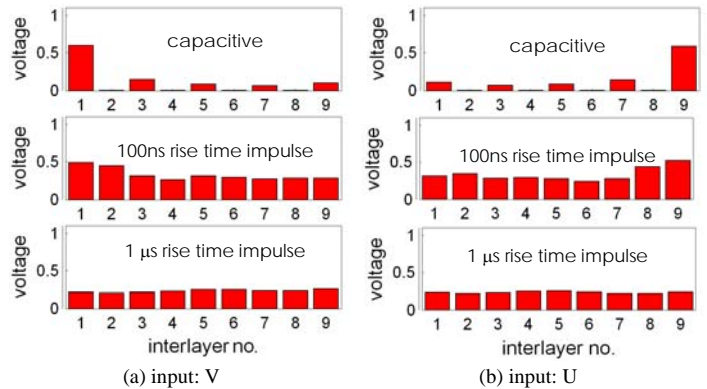 1
voltage
0.5
0
capacitive
1 2 3 4 5 6 7 8 9
1
voltage
0.5
0
100ns rise time impulse
1 2 3 4 5 6 7 8 9
1
voltage
0.5
0
1 μs rise time impulse
1 2 3 4 5 6 7 8 9
interlayer no.
(a) input: V
1
voltage
0.5
0
capacitive
1 2 3 4 5 6 7 8 9
1
voltage
0.5
0
100ns rise time impulse
1 2 3 4 5 6 7 8 9
1
voltage
0.5
0
1 μs rise time impulse
1 2 3 4 5 6 7 8 9
interlayer no.
(b) input: U